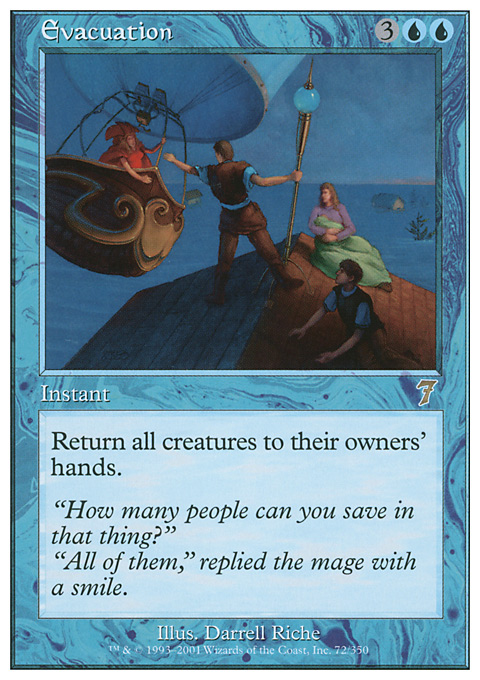 Evacuation 3
Instant 7
Return all creatures to their owners’
hands.
“How many people can you save in
that thing?”
“All of them,” replied the mage with
a smile.
Illus. Darrell Riche
™ & © 1993–2001 Wizards of the Coast, Inc. 72/350